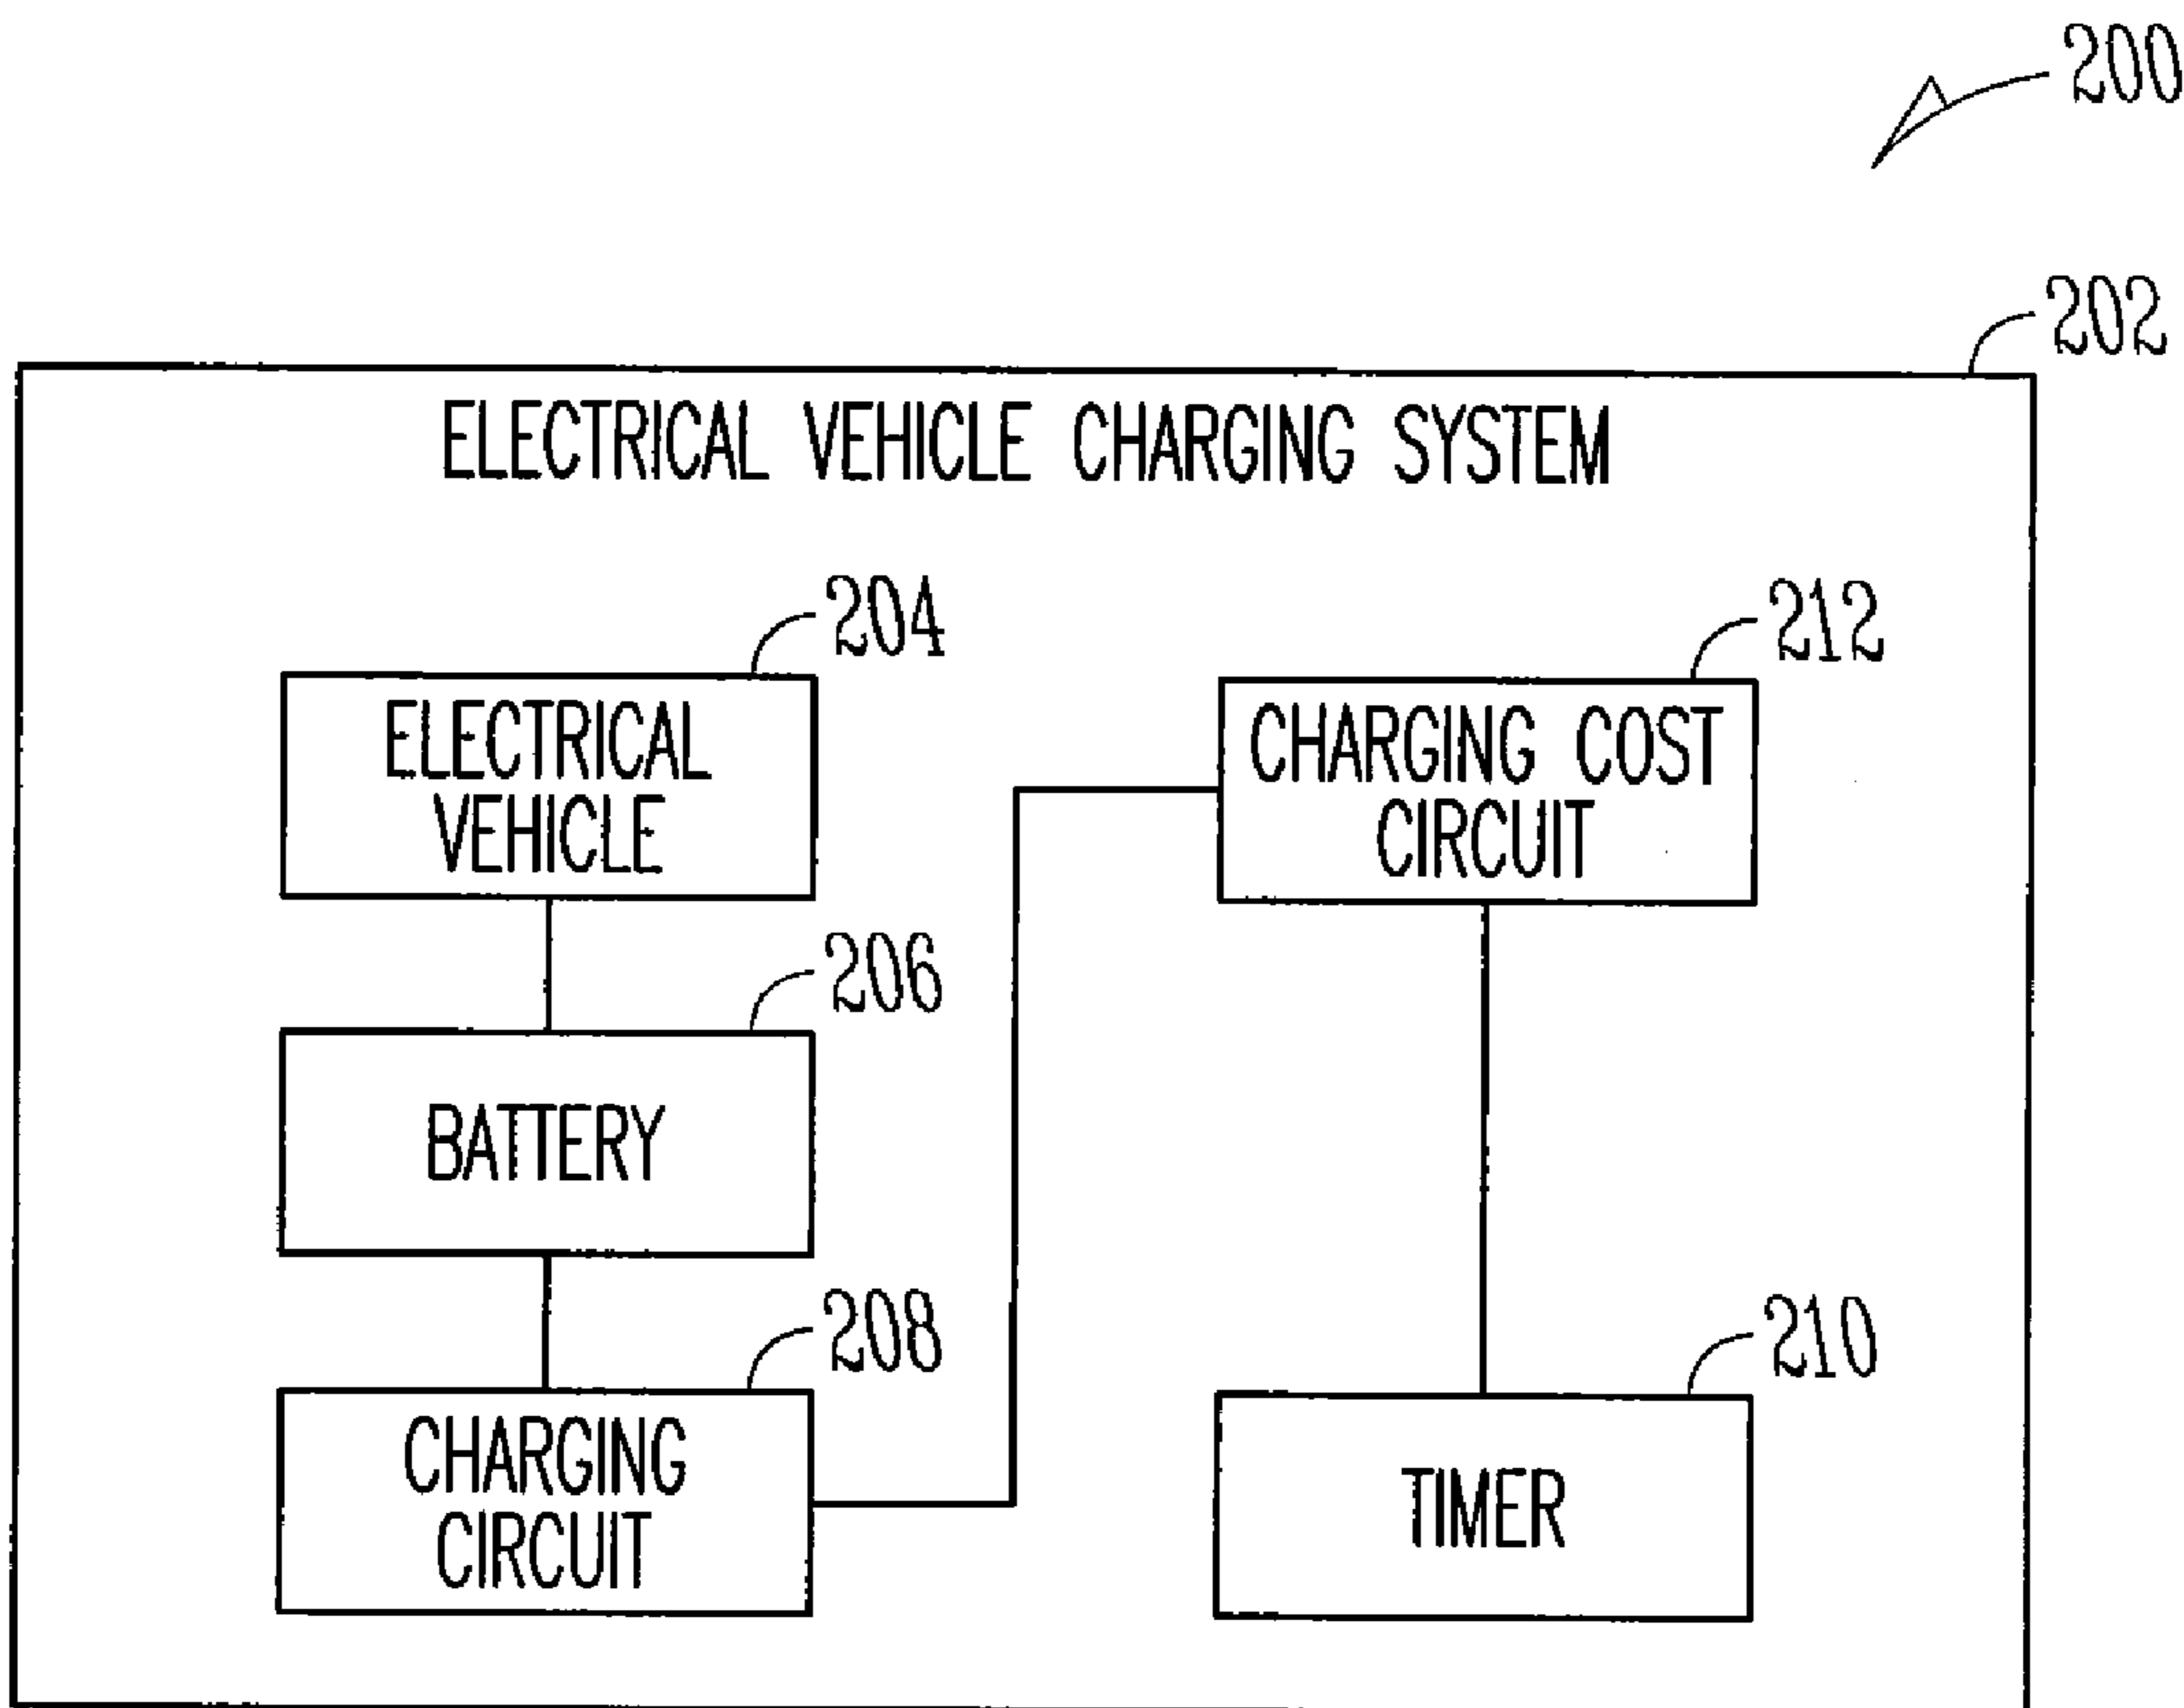 200
202
ELECTRICAL VEHICLE CHARGING SYSTEM
204
ELECTRICAL
VEHICLE
206
BATTERY
208
CHARGING
CIRCUIT
212
CHARGING COST
CIRCUIT
210
TIMER